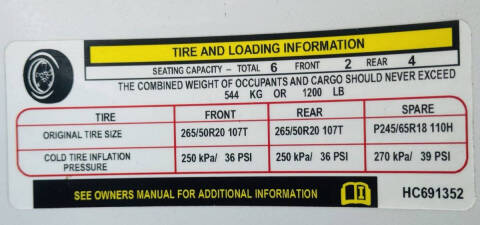 TIRE AND LOADING INFORMATION
SEATING CAPACITY – TOTAL 6 FRONT 2 REAR 4
THE COMBINED WEIGHT OF OCCUPANTS AND CARGO SHOULD NEVER EXCEED
544 KG OR 1200 LB
TIRE FRONT REAR SPARE
ORIGINAL TIRE SIZE 265/50R20 107T 265/50R20 107T P245/65R18 110H
COLD TIRE INFLATION PRESSURE 250 kPa/ 36 PSI 250 kPa/ 36 PSI 270 kPa/ 39 PSI
SEE OWNERS MANUAL FOR ADDITIONAL INFORMATION HC691352